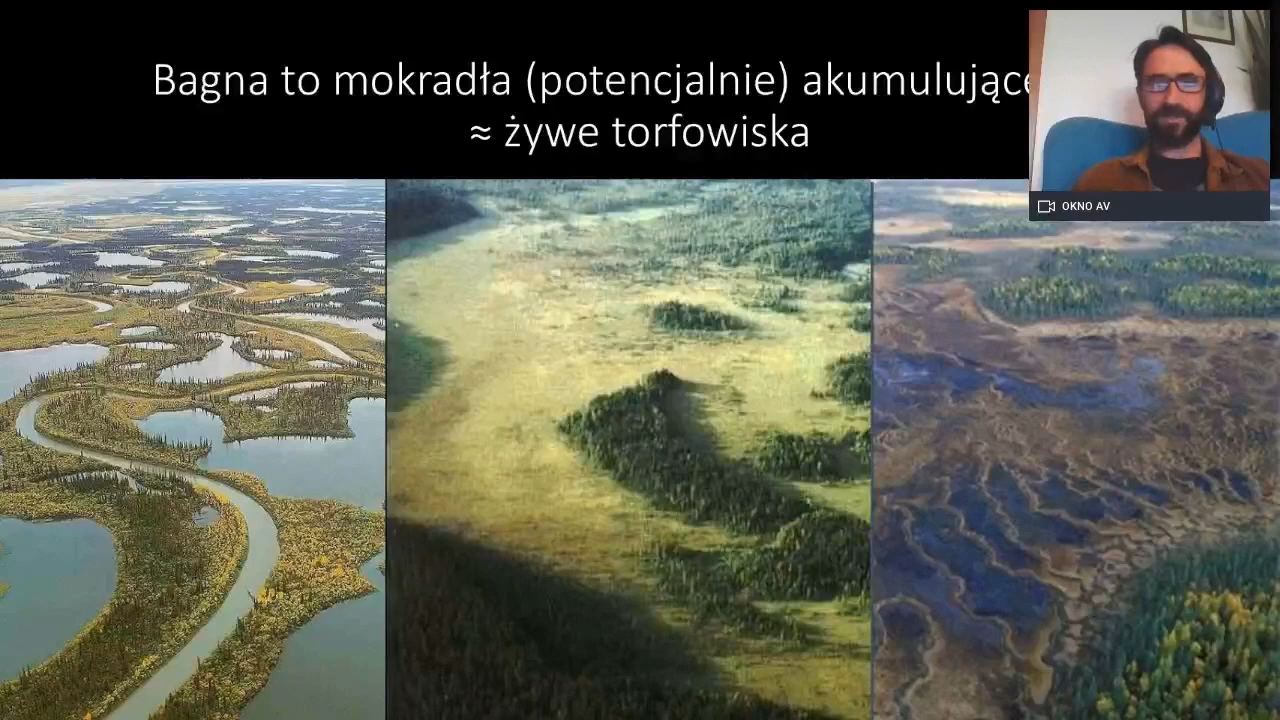 Bagna to mokradła (potencjalnie) akumulujące
≈ żywe torfowiska
OKNO AV